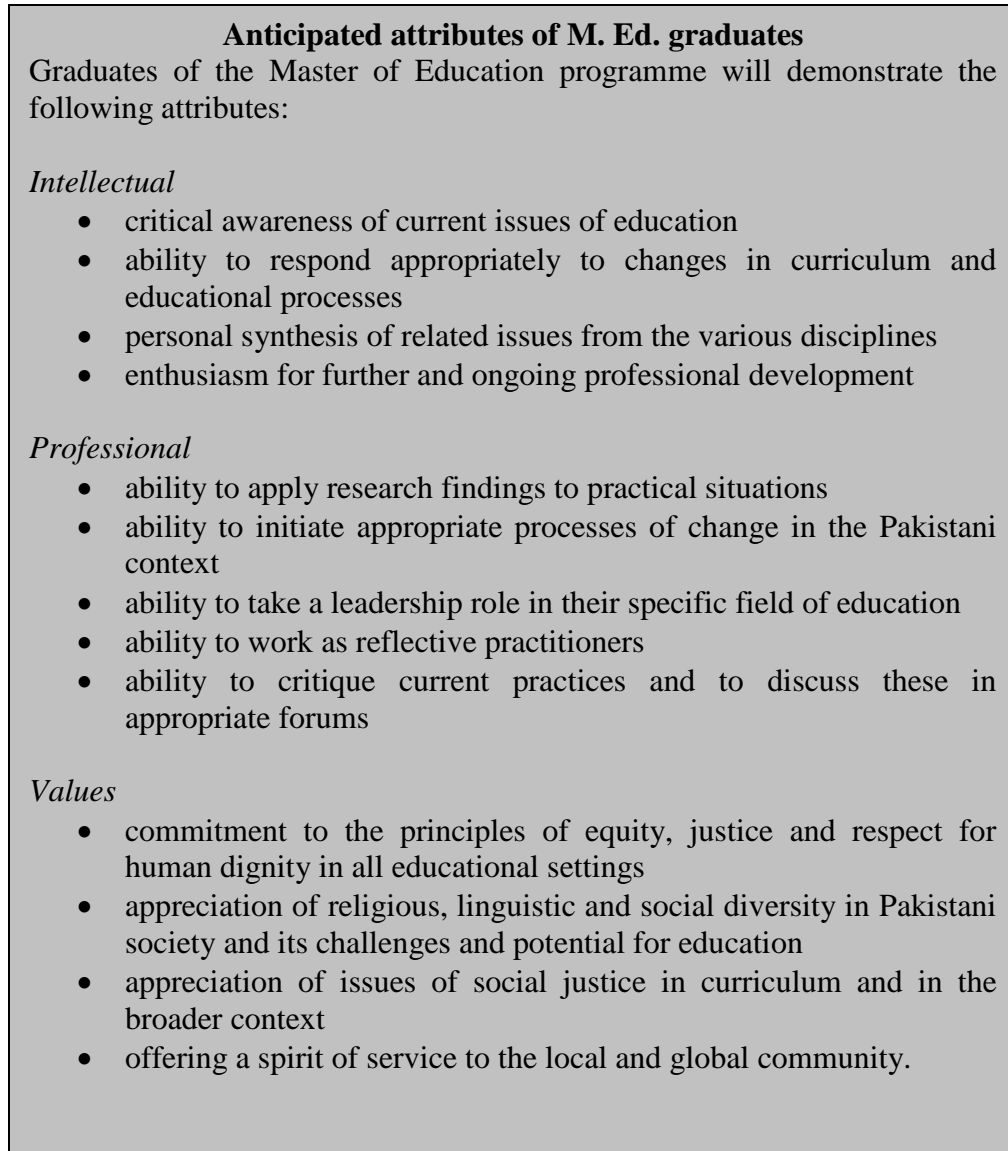 Anticipated attributes of M. Ed. graduates
Graduates of the Master of Education programme will demonstrate the
following attributes:
Intellectual
• critical awareness of current issues of education
• ability to respond appropriately to changes in curriculum and
educational processes
• personal synthesis of related issues from the various disciplines
• enthusiasm for further and ongoing professional development
Professional
• ability to apply research findings to practical situations
• ability to initiate appropriate processes of change in the Pakistani
context
• ability to take a leadership role in their specific field of education
• ability to work as reflective practitioners
• ability to critique current practices and to discuss these in
appropriate forums
Values
• commitment to the principles of equity, justice and respect for
human dignity in all educational settings
• appreciation of religious, linguistic and social diversity in Pakistani
society and its challenges and potential for education
• appreciation of issues of social justice in curriculum and in the
broader context
• offering a spirit of service to the local and global community.